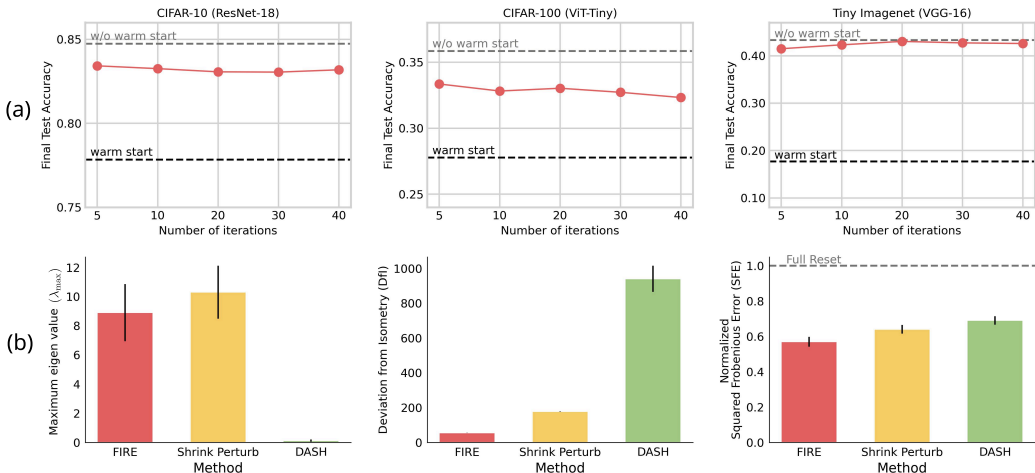 CIFAR-10 (ResNet-18)
CIFAR-100 (ViT-Tiny)
Tiny Imagenet (VGG-16)
(a)
Final Test Accuracy
0.85
0.80
0.75
w/o warm start
warm start
5 10 20 30 40
Number of iterations
Final Test Accuracy
0.35
0.30
0.25
w/o warm start
warm start
5 10 20 30 40
Number of iterations
Final Test Accuracy
0.40
0.30
0.20
0.10
w/o warm start
warm start
5 10 20 30 40
Number of iterations
(b)
Maximum eigen value (λmax)
12
10
8
6
4
2
0
FIRE Shrink Perturb DASH
Method
Deviation from Isometry (DfI)
1000
800
600
400
200
0
FIRE Shrink Perturb DASH
Method
Normalized
Squared Frobenious Error (SFE)
1.0
0.8
0.6
0.4
0.2
0.0
Full Reset
FIRE Shrink Perturb DASH
Method